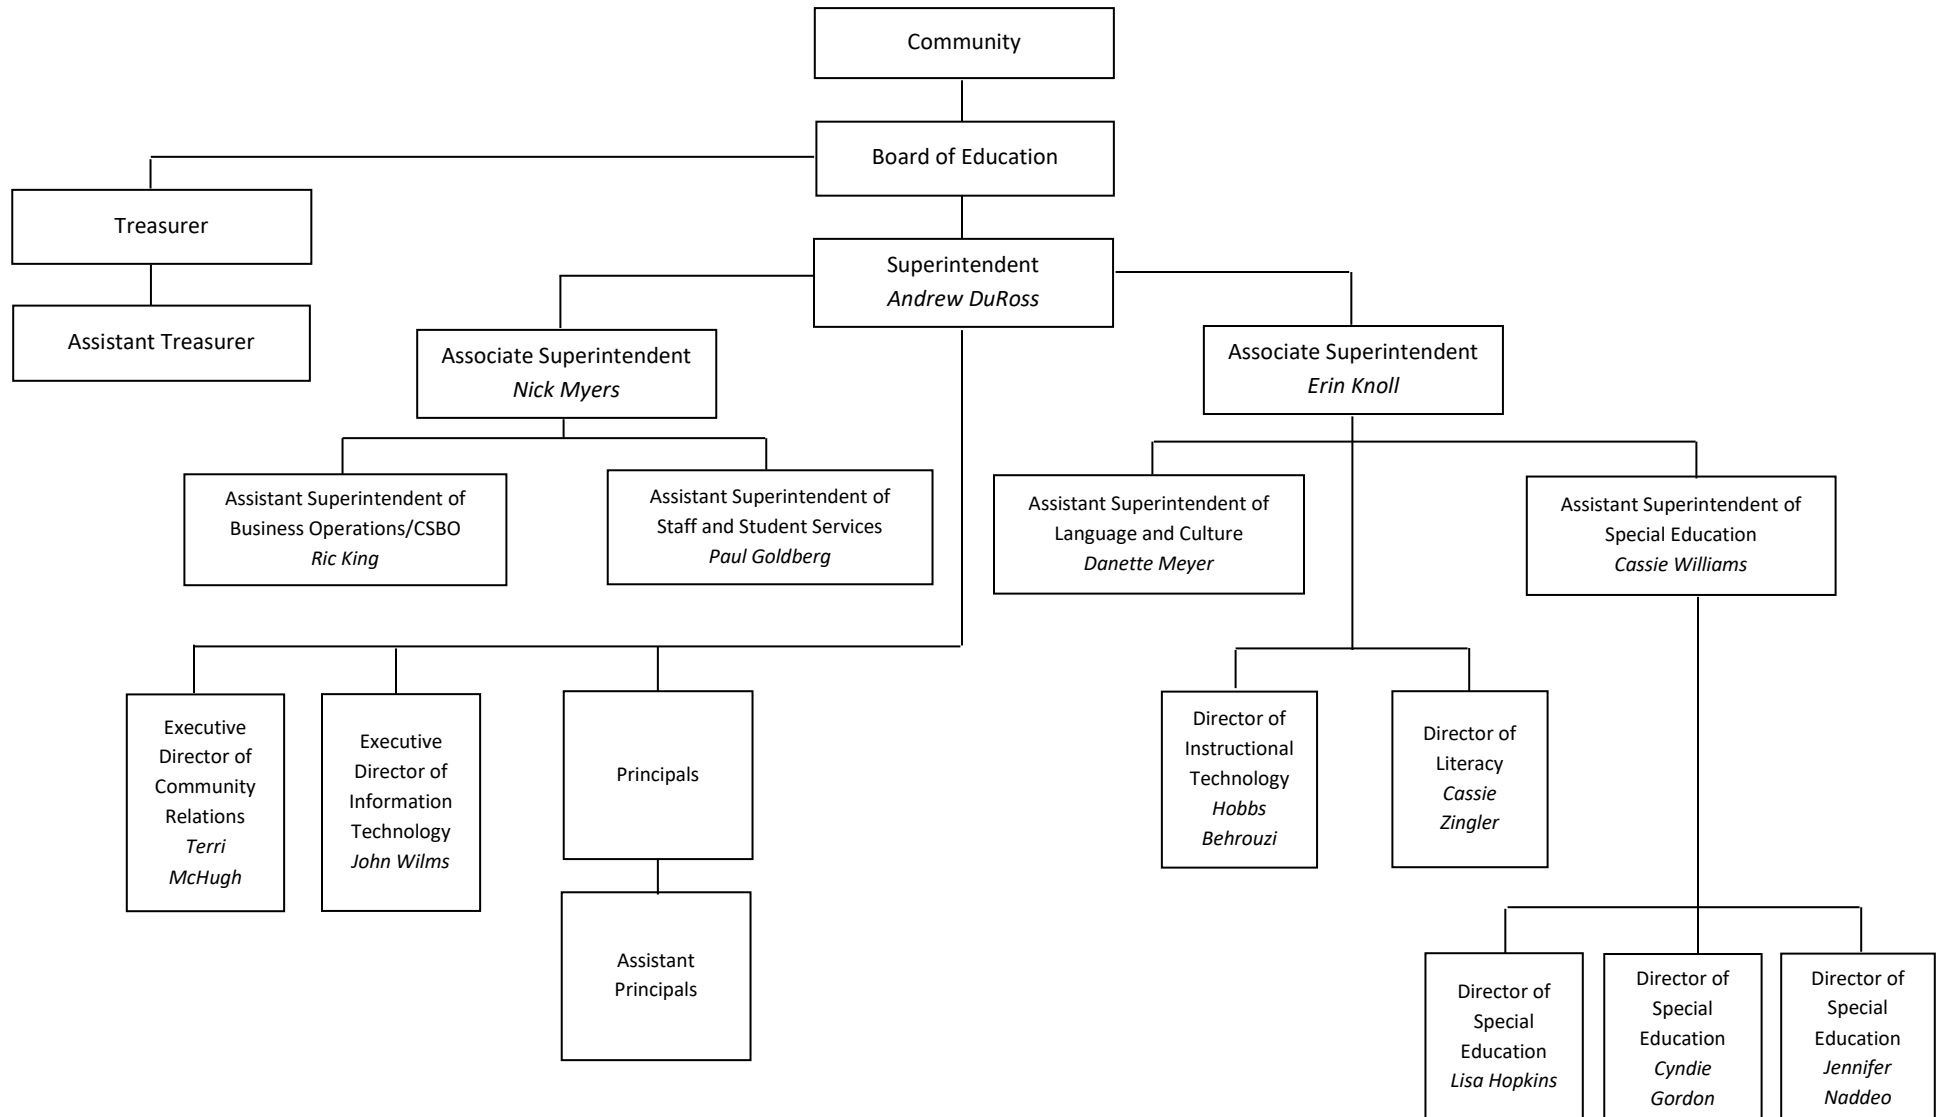 Community
Board of Education
Treasurer
Assistant Treasurer
Superintendent
Andrew DuRoss
Associate Superintendent
Nick Myers
Associate Superintendent
Erin Knoll
Assistant Superintendent of
Business Operations/CSBO
Ric King
Assistant Superintendent of
Staff and Student Services
Paul Goldberg
Assistant Superintendent of
Language and Culture
Danette Meyer
Assistant Superintendent of
Special Education
Cassie Williams
Executive
Director of
Community
Relations
Terri
McHugh
Executive
Director of
Information
Technology
John Wilms
Principals
Assistant
Principals
Director of
Instructional
Technology
Hobbs
Behrouzi
Director of
Literacy
Cassie
Zingler
Director of
Special
Education
Lisa Hopkins
Director of
Special
Education
Cyndie
Gordon
Director of
Special
Education
Jennifer
Naddeo